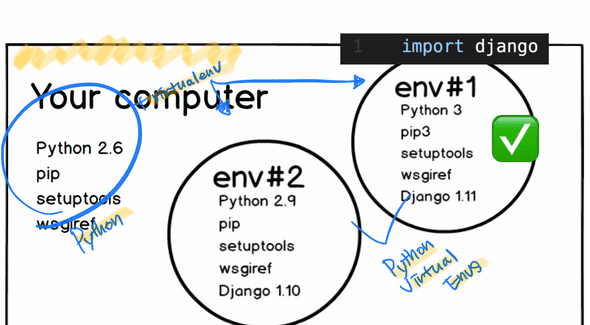 1 import django
Your computer
+ virtualenv
Python 2.6
pip
setuptools
wsgiref
Python
env#1
Python 3
pip3
setuptools
wsgiref
Django 1.11
env#2
Python 2.9
pip
setuptools
wsgiref
Django 1.10
Python
Virtual
Envs